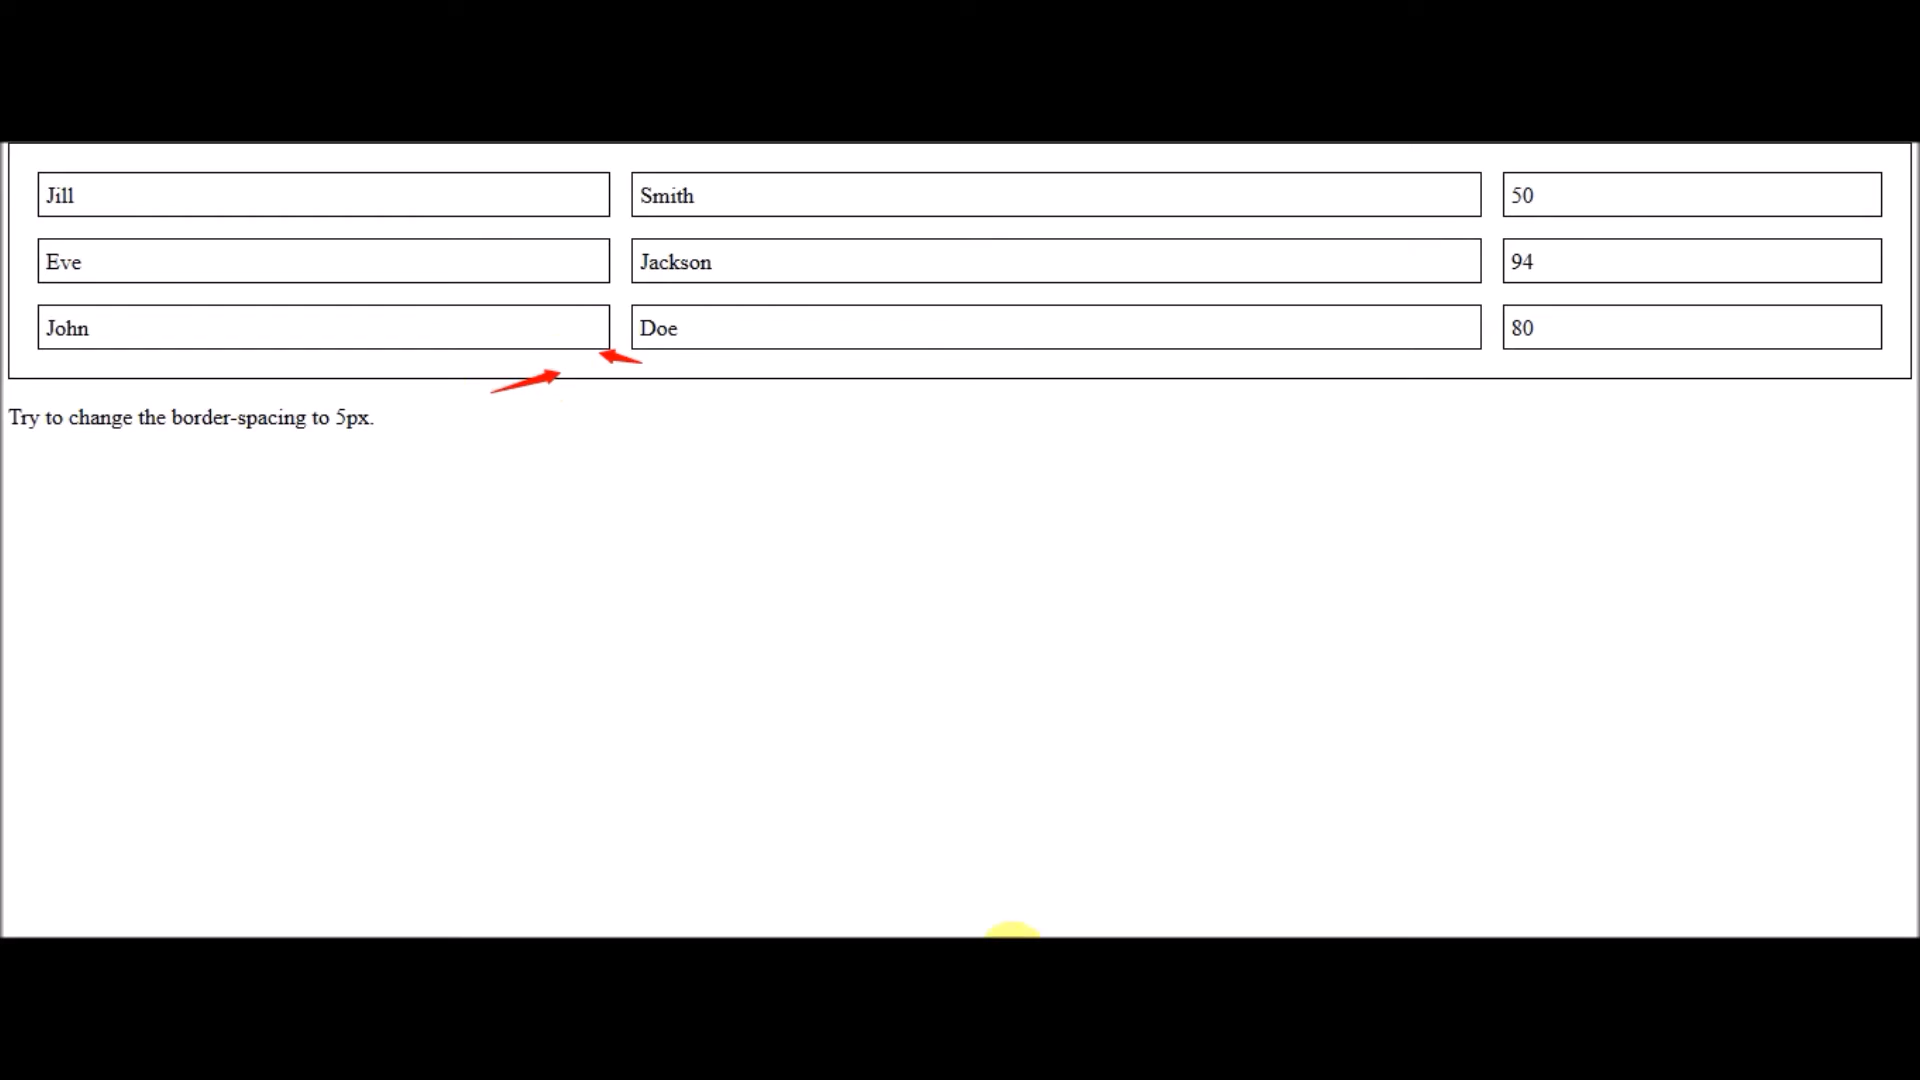 Jill Smith 50
Eve Jackson 94
John Doe 80
Try to change the border-spacing to 5px.